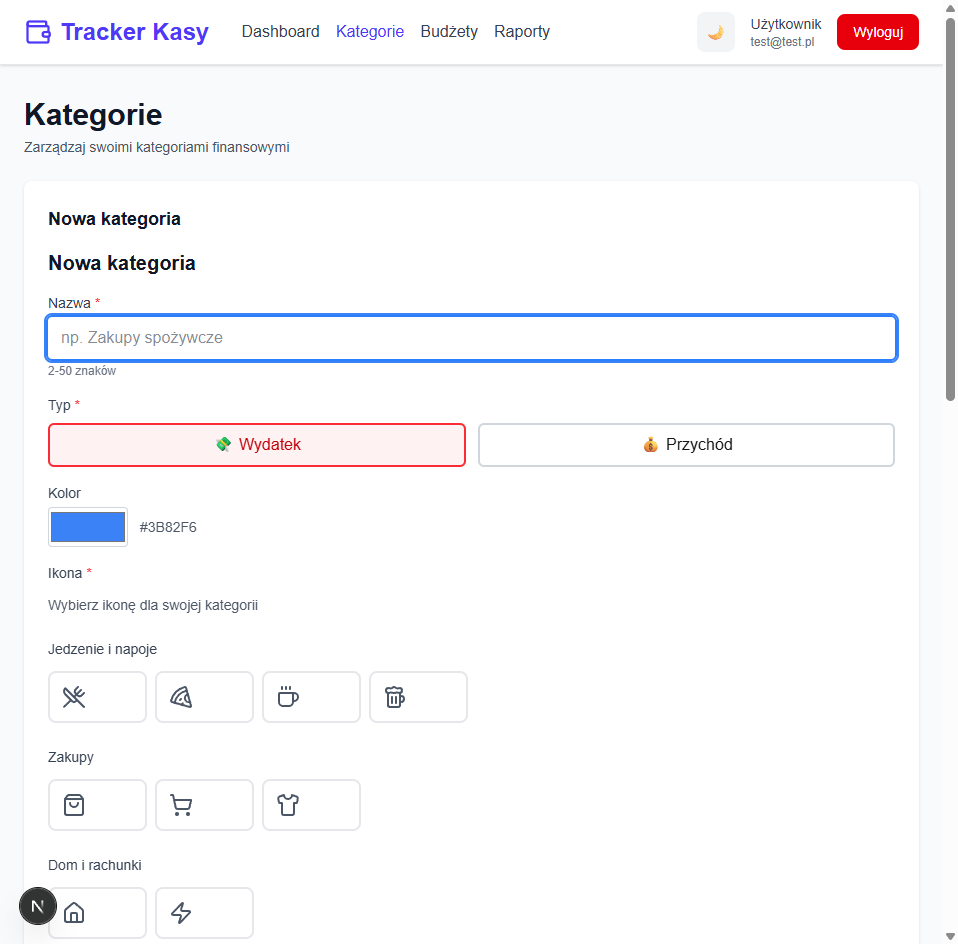 Tracker Kasy
Dashboard Kategorie Budżety Raporty
Użytkownik
test@test.pl
Wyloguj
Kategorie
Zarządzaj swoimi kategoriami finansowymi
Nowa kategoria
Nowa kategoria
Nazwa *
np. Zakupy spożywcze
2-50 znaków
Typ *
Wydatek
Przychód
Kolor
#3B82F6
Ikona *
Wybierz ikonę dla swojej kategorii
Jedzenie i napoje
Zakupy
Dom i rachunki
N